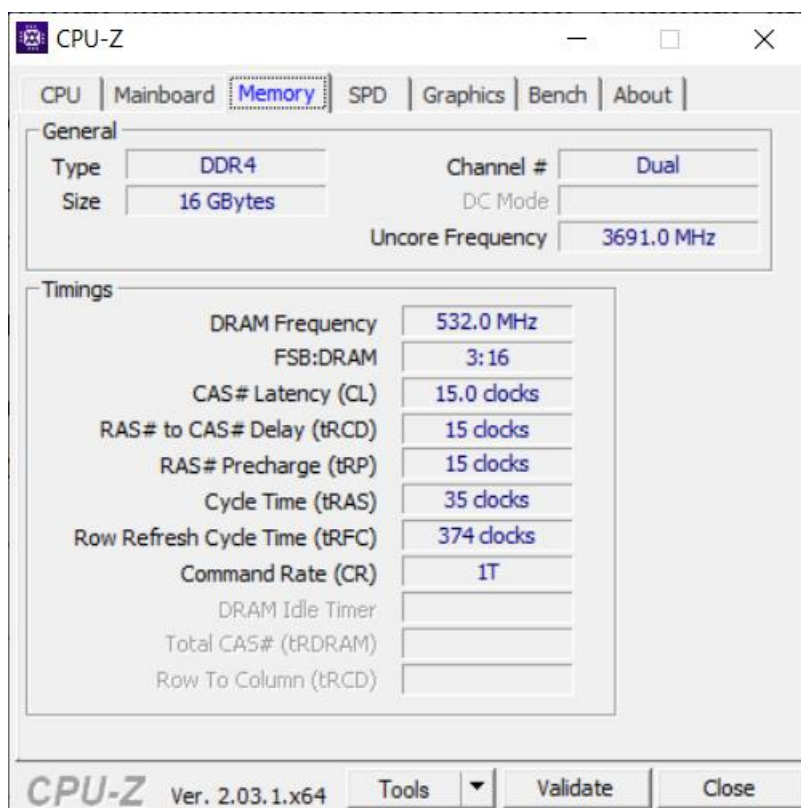 CPU-Z
CPU Mainboard Memory SPD Graphics Bench About
General
Type DDR4 Channel # Dual
Size 16 GBytes DC Mode
Uncore Frequency 3691.0 MHz
Timings
DRAM Frequency 532.0 MHz
FSB:DRAM 3:16
CAS# Latency (CL) 15.0 clocks
RAS# to CAS# Delay (tRCD) 15 clocks
RAS# Precharge (tRP) 15 clocks
Cycle Time (tRAS) 35 clocks
Row Refresh Cycle Time (tRFC) 374 clocks
Command Rate (CR) 1T
DRAM Idle Timer
Total CAS# (tRDRAM)
Row To Column (tRCD)
CPU-Z Ver. 2.03.1.x64 Tools Validate Close